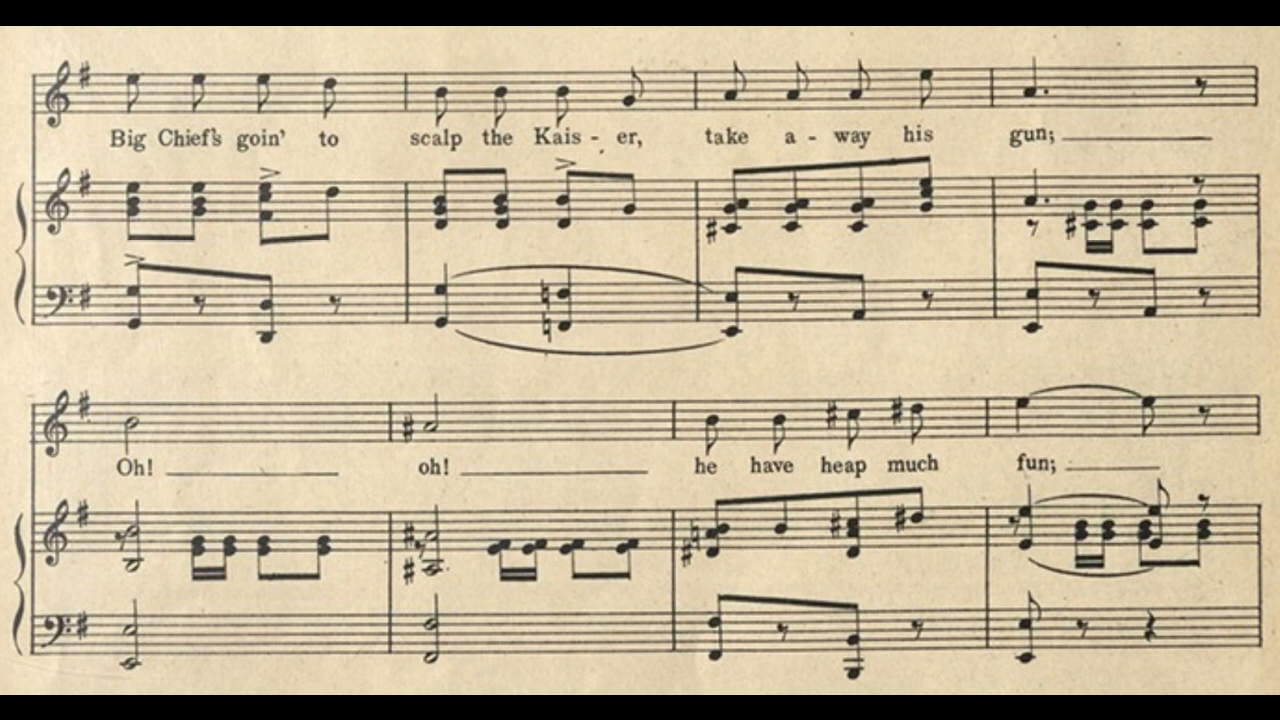 Big Chief's goin' to scalp the Kais - er, take a - way his gun;
Oh! oh! he have heap much fun;